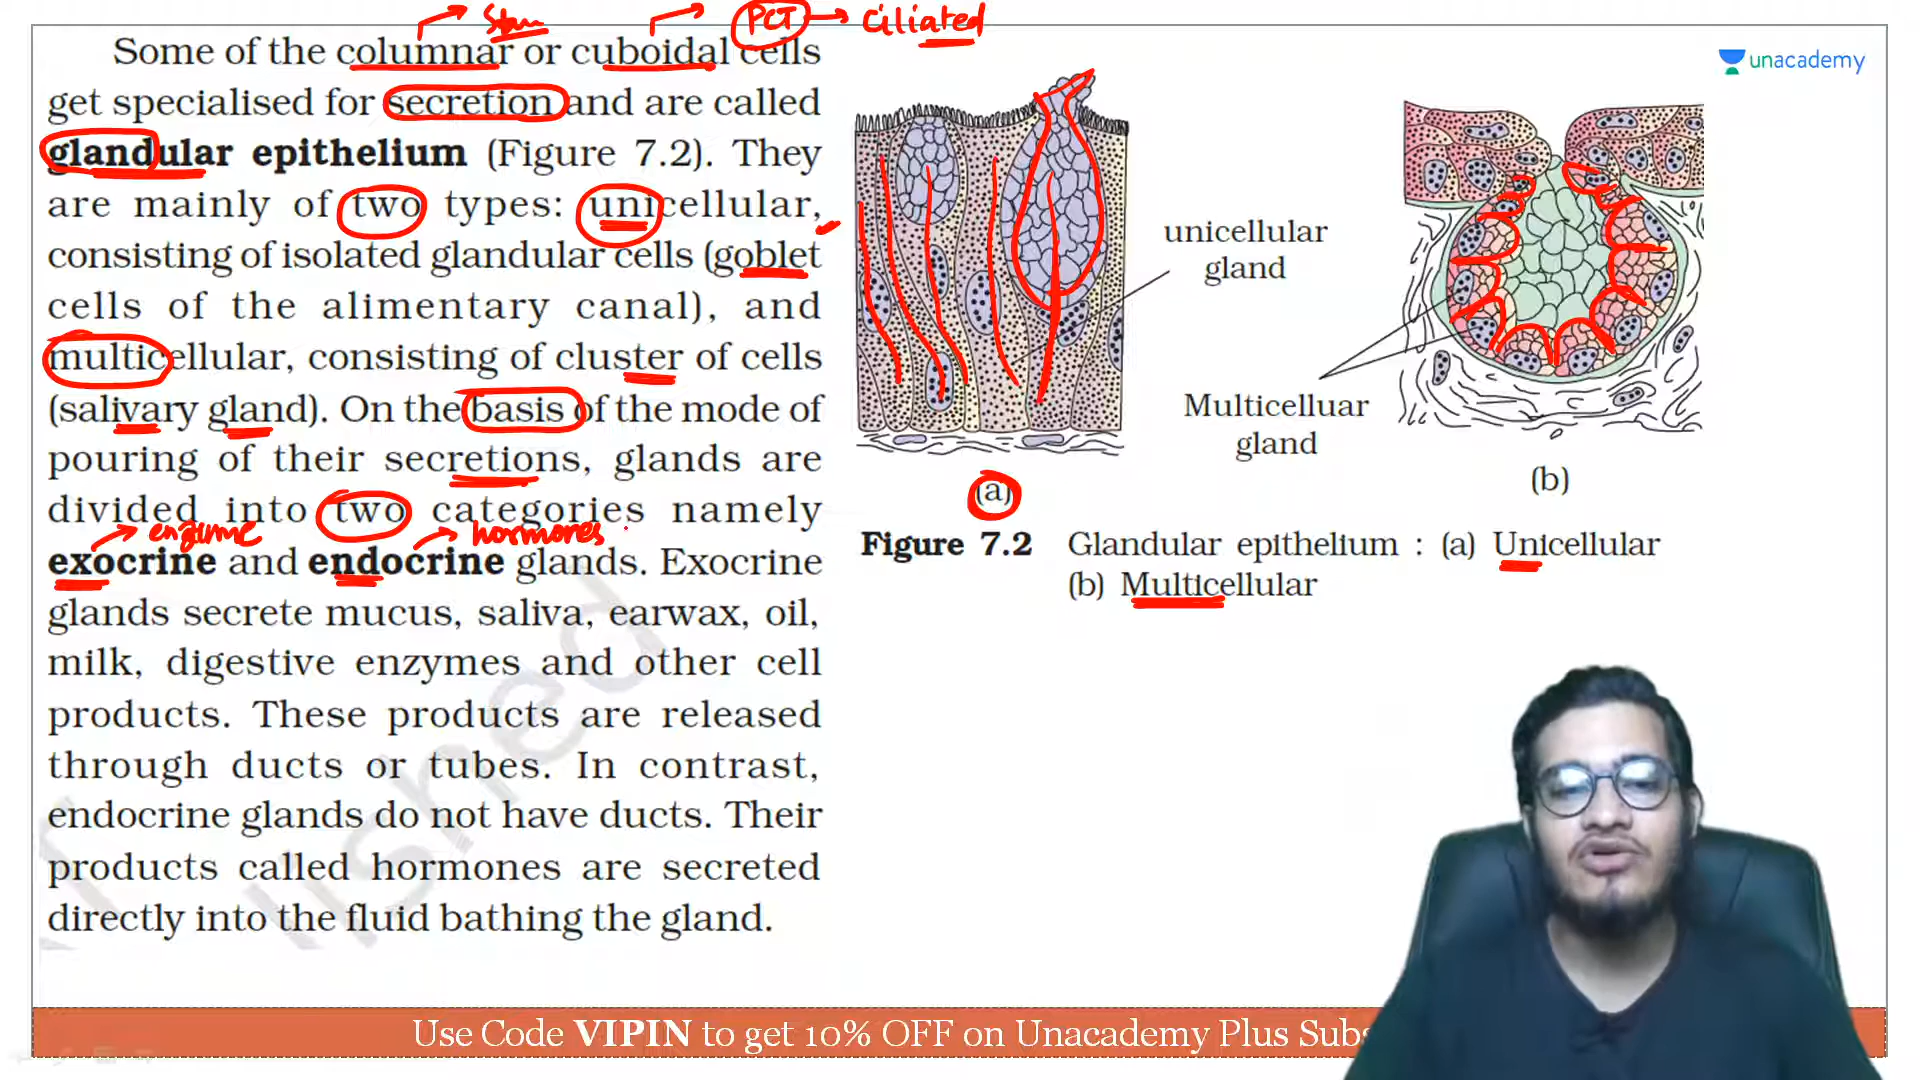 PCT → ciliated
Some of the columnar or cuboidal cells
get specialised for secretion and are called
glandular epithelium (Figure 7.2). They
are mainly of two types: unicellular,
consisting of isolated glandular cells (goblet
cells of the alimentary canal), and
multicellular, consisting of cluster of cells
(salivary gland). On the basis of the mode of
pouring of their secretions, glands are
divided into two categories namely
enzyme hormones
exocrine and endocrine glands. Exocrine
glands secrete mucus, saliva, earwax, oil,
milk, digestive enzymes and other cell
products. These products are released
through ducts or tubes. In contrast,
endocrine glands do not have ducts. Their
products called hormones are secreted
directly into the fluid bathing the gland.
unacademy
unicellular
gland
Multicelluar
gland
(a)
(b)
Figure 7.2 Glandular epithelium : (a) Unicellular
(b) Multicellular
lished
Use Code VIPIN to get 10% OFF on Unacademy Plus Subs